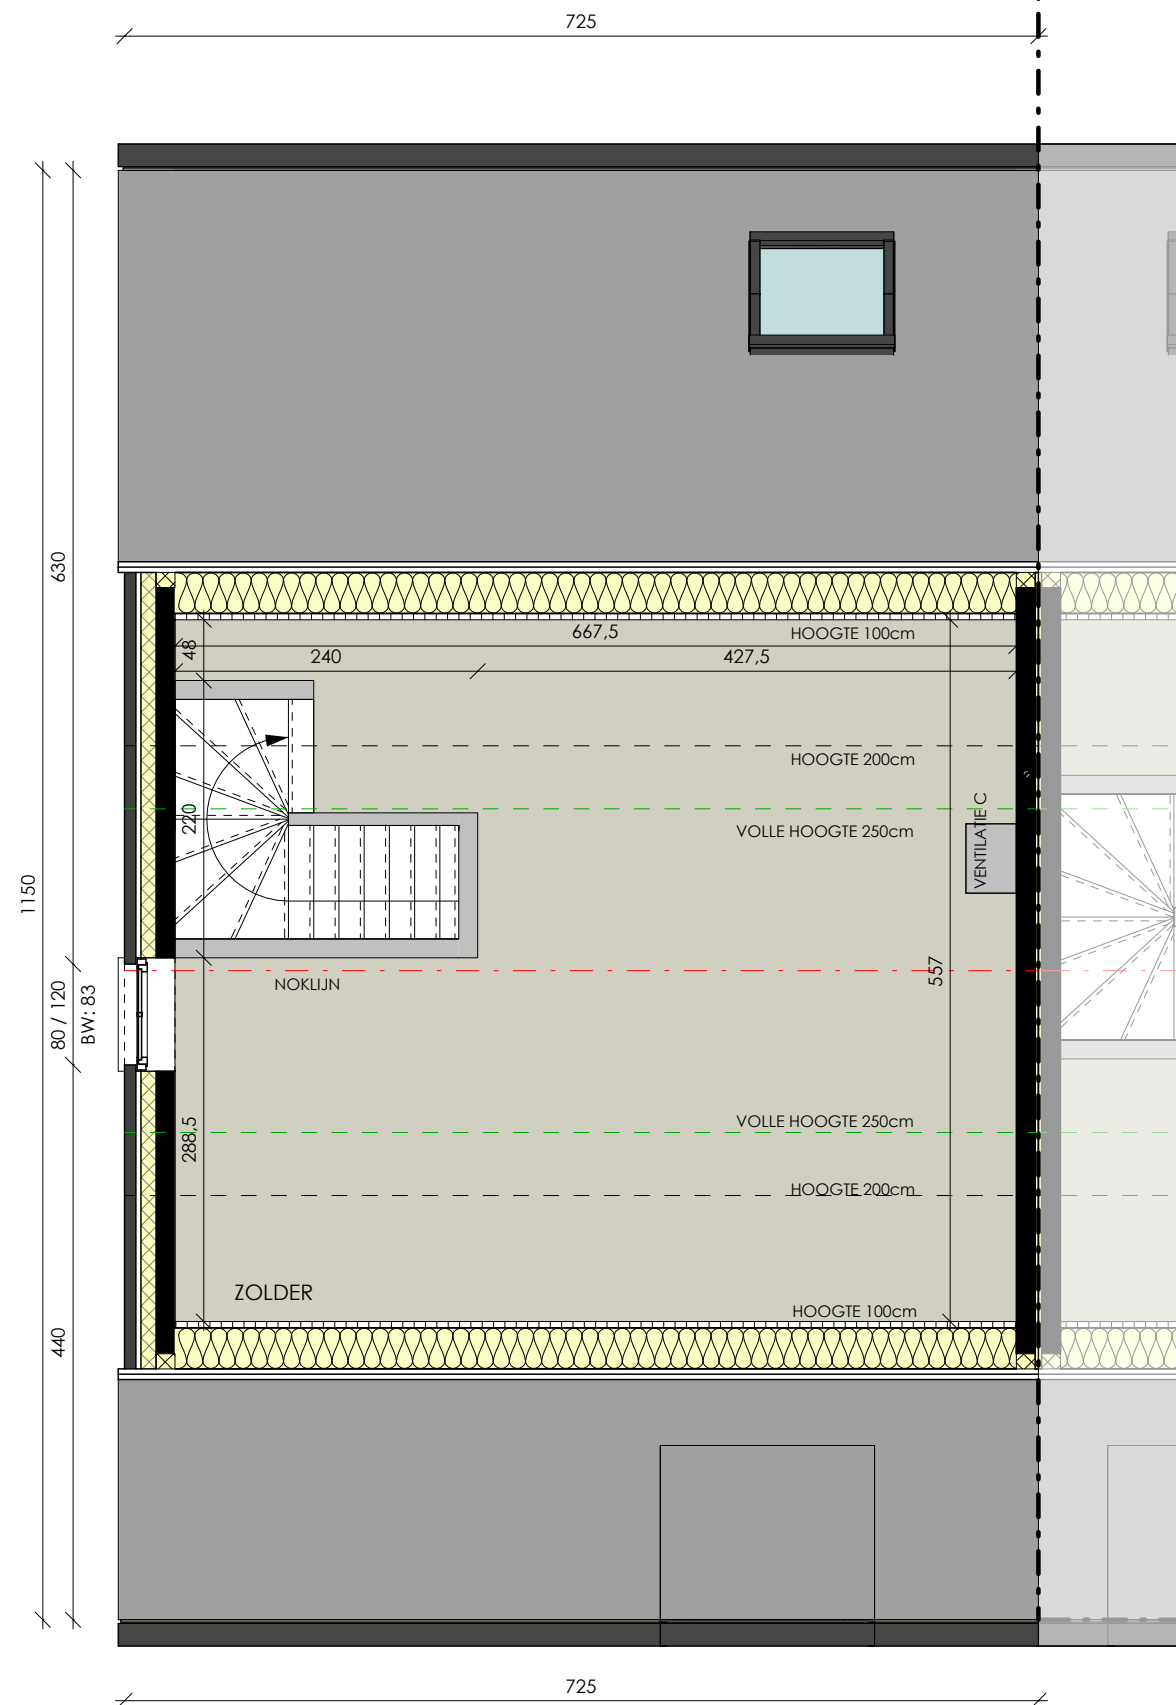 725
630
1150
80 / 120
BW: 83
440
667,5
HOOGTE 100cm
48
240
427,5
HOOGTE 200cm
220
VOLLE HOOGTE 250cm
VENTILATIE C
NOKLIJN
557
VOLLE HOOGTE 250cm
288,5
HOOGTE 200cm
ZOLDER
HOOGTE 100cm
725